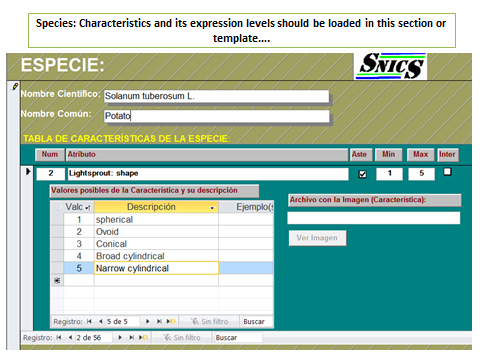 Species: Characteristics and its expression levels should be loaded in this section or
template....
ESPECIE:
SNICS
Nombre Cientifico: Solanum tuberosum L.
Nombre Común: Potato
TABLA DE CARACTERÍSTICAS DE LA ESPECIE:
Num Atributo Aste Min Max Inter
2 Lightsprout: shape 1 5
Valores posibles de la Característica y su descripción
Archivo con la Imagen (Característica):
Valc Descripción Ejemplo(s
1 spherical
2 Ovoid
3 Conical
4 Broad cylindrical
5 Narrow cylindrical
Ver Imagen
Registro: 5 de 5 Sin filtro Buscar
Registro: 2 de 56 Sin filtro Buscar